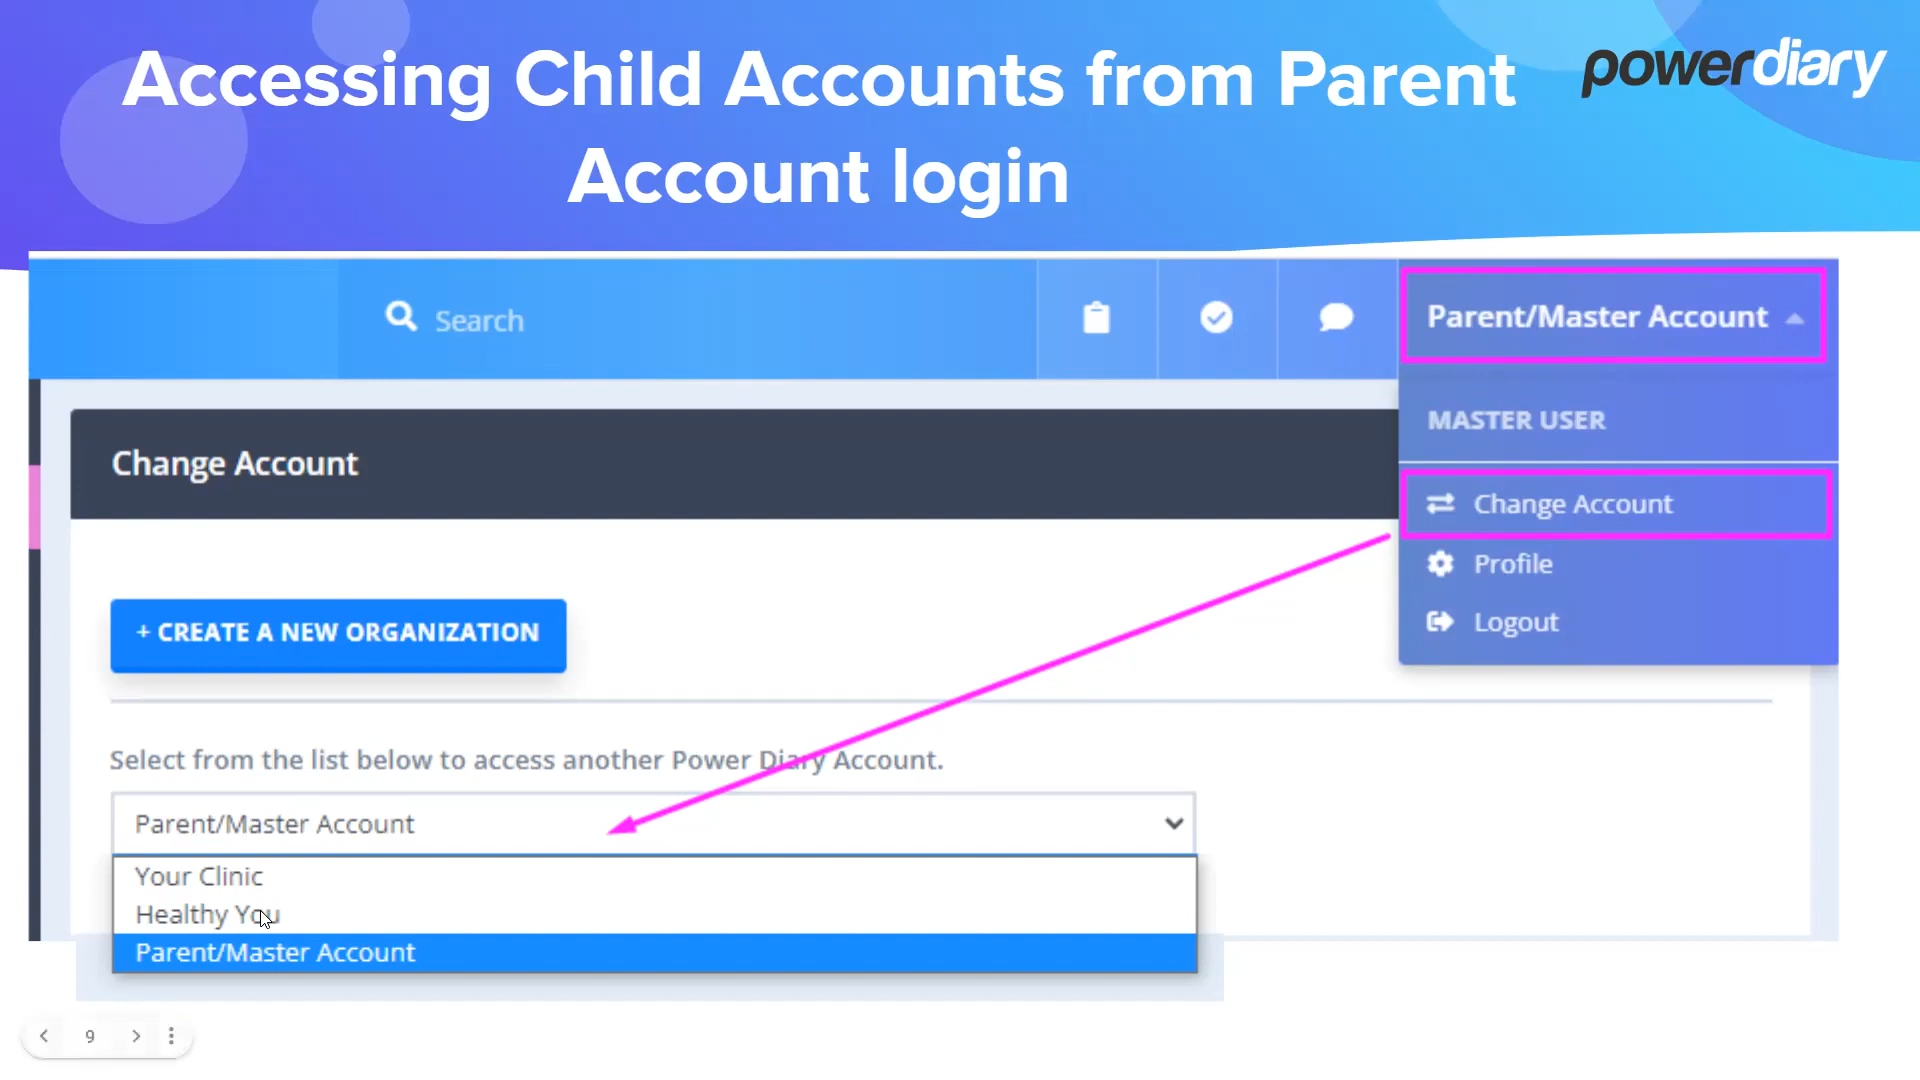 Accessing Child Accounts from Parent
Account login
powerdiary
Search
Parent/Master Account
MASTER USER
Change Account
Profile
Logout
Change Account
+ CREATE A NEW ORGANIZATION
Select from the list below to access another Power Diary Account.
Parent/Master Account
Your Clinic
Healthy You
Parent/Master Account
9